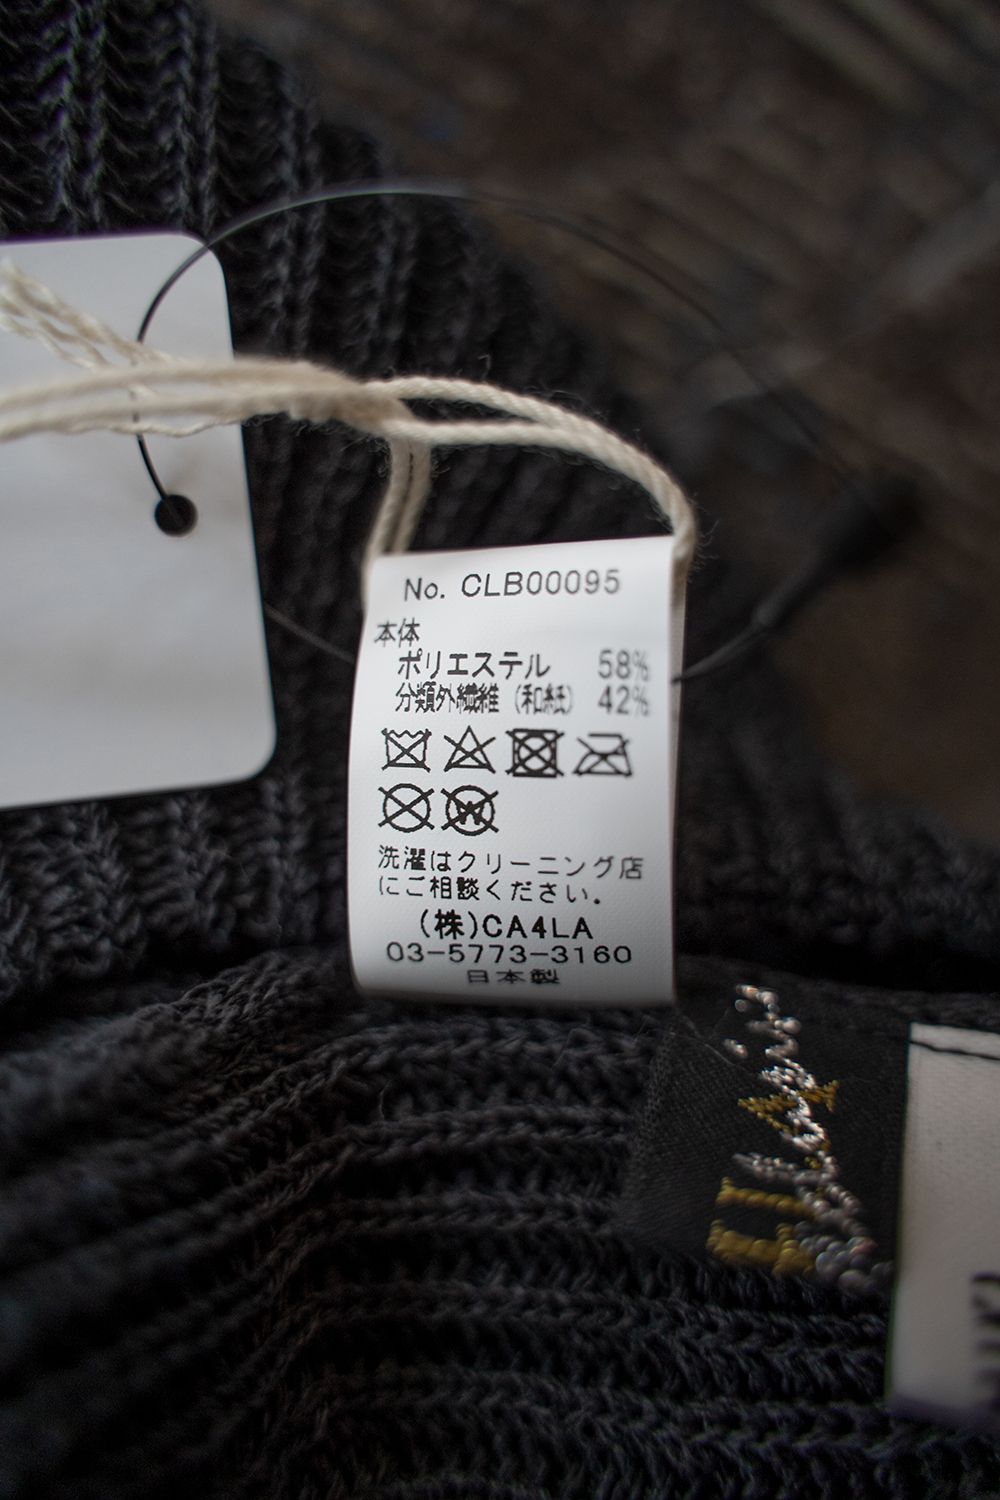 No. CLB00095
本体
ポリエステル 58%
分類外繊維 (和紙) 42%
洗濯はクリーニング店
にご相談ください。
(株)CA4LA
03-5773-3160
日本製